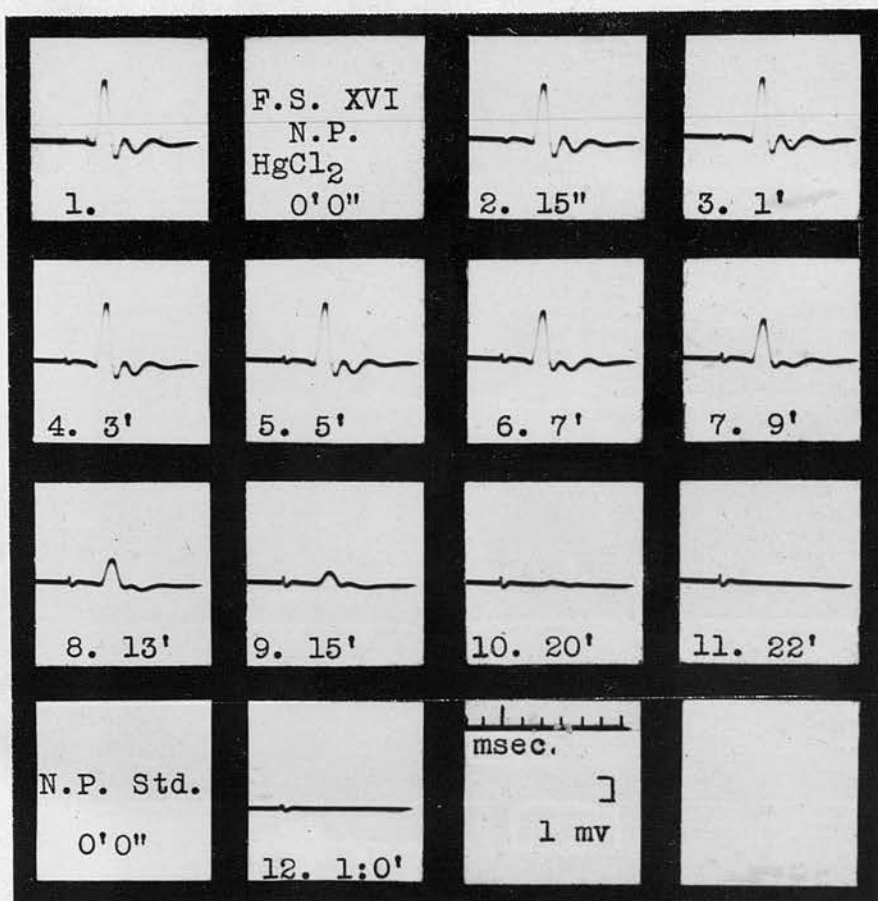 1.
F.S. XVI
N.P.
HgCl2
0'0"
2. 15"
3. 1'
4. 3'
5. 5'
6. 7'
7. 9'
8. 13'
9. 15'
10. 20'
11. 22'
N.P. Std.
0'0"
12. 1:0'
msec.
1 mv